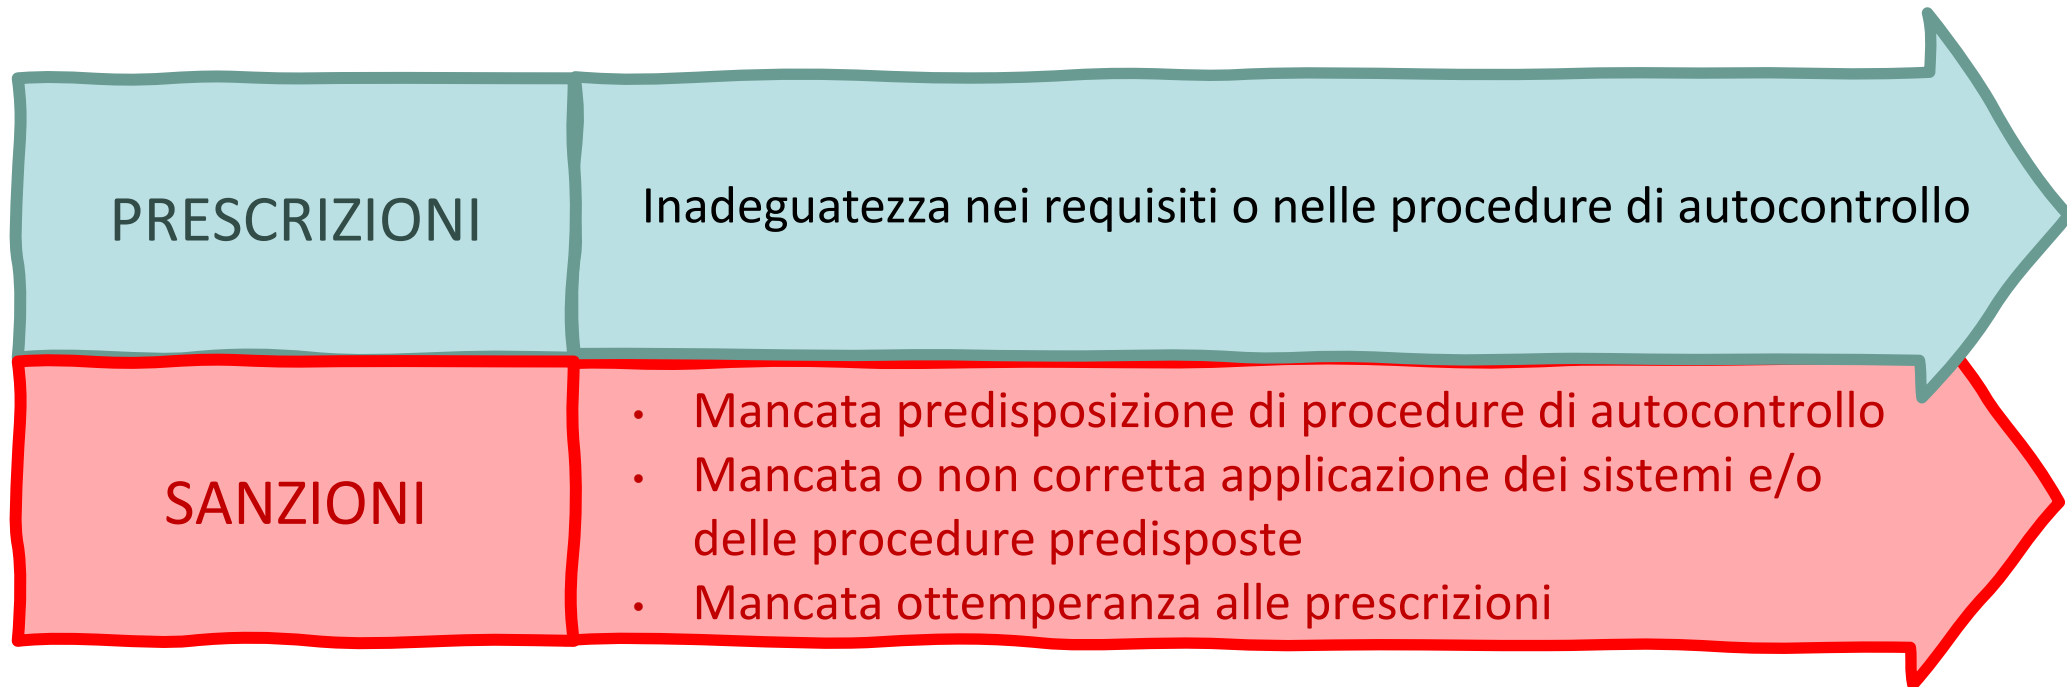 PRESCRIZIONI
Inadeguatezza nei requisiti o nelle procedure di autocontrollo
SANZIONI
• Mancata predisposizione di procedure di autocontrollo
• Mancata o non corretta applicazione dei sistemi e/o
delle procedure predisposte
• Mancata ottemperanza alle prescrizioni